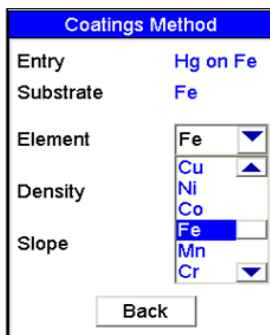 Coatings Method
Entry Hg on Fe
Substrate Fe
Element Fe
Cu
Ni
Density
Co
Fe
Slope
Mn
Cr
Back